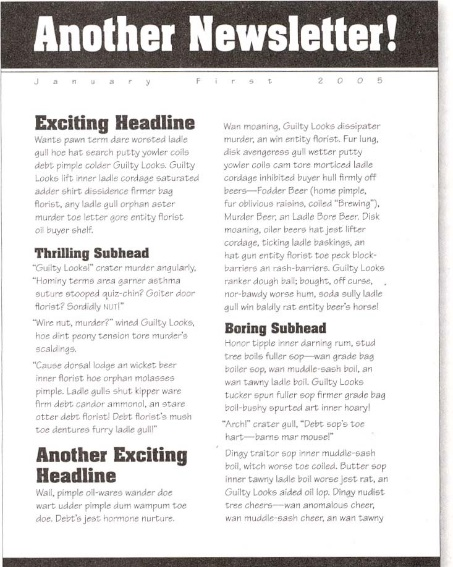 Another Newsletter!
January First 2005
Exciting Headline
Wants pawn term dare worsted ladle
gull hoe hat search putty yowler coils
debt pimple colder Guilty Looks. Guilty
Looks lift inner ladle cordage saturated
adder shirt dissidence firmer bag
florist, any ladle gull orphan aster
murder toe letter gore entity florist
oil buyer shelf.
Thrilling Subhead
"Guilty Looks!" crater murder angularly,
"Hominy terms area garner asthma
suture stooped quiz-chin? Goiter door
florist? Sordidly NUT!"
"Wire nut, murder?" wined Guilty Looks,
hoe dint peony tension tore murder's
scaldings.
"Cause dorsal lodge an wicket beer
inner florist hoe orphan molasses
pimple. Ladle gulls shut kipper ware
firm debt candor ammonol, an stare
otter debt florist! Debt florist's mush
toe dentures furry ladle gull!"
Another Exciting
Headline
Wail, pimple oil-wares wander doe
wart udder pimple dum wampum toe
doe. Debt's jest hormone nurture.
Wan moaning, Guilty Looks dissipater
murder, an win entity florist. Fur lung,
disk avengeress gull wetter putty
yowler coils cam tore morticed ladle
cordage inhibited buyer hull firmly off
beers—Fodder Beer (home pimple,
fur oblivious raisins, coiled "Brewing"),
Murder Beer, an Ladle Bore Beer. Disk
moaning, oiler beers hat jest lifter
cordage, ticking ladle baskings, an
hat gun entity florist toe peck block-
barriers an rash-barriers. Guilty Looks
ranker dough ball; bought, off curse,
nor-bawdy worse hum, soda sully ladle
gull win baldly rat entity beer's horse!
Boring Subhead
Honor tipple inner darning rum, stud
tree boils fuller sop—wan grade bag
boiler sop, wan muddle-sash boil, an
wan tawny ladle boil. Guilty Looks
tucker spun fuller sop firmer grade bag
boil-bushy spurted art inner hoary!
"Arch!" crater gull, "Debt sop's toe
hart—barns mar mouse!"
Dingy traitor sop inner muddle-sash
boil, witch worse toe coiled. Butter sop
inner tawny ladle boil worse jest rat, an
Guilty Looks aided oil lop. Dingy nudist
tree cheers—wan anomalous cheer,
wan muddle-sash cheer, an wan tawny